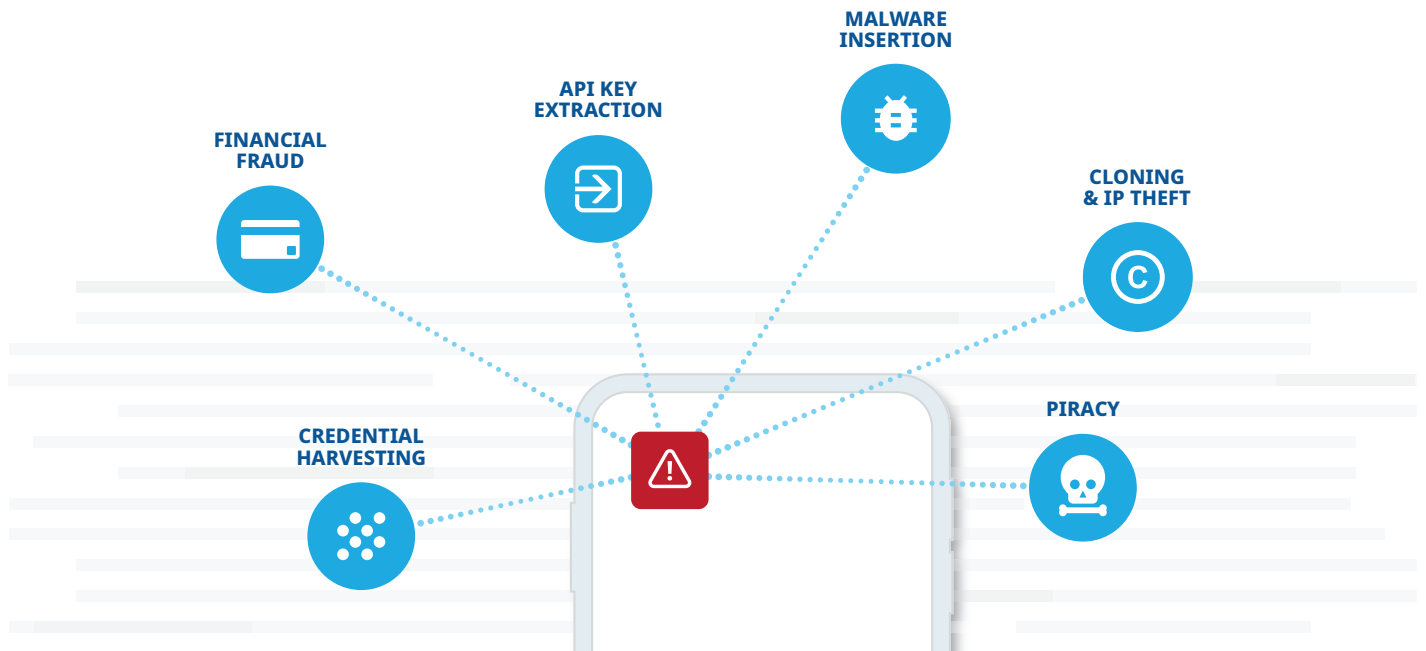 MALWARE
INSERTION
API KEY
EXTRACTION
FINANCIAL
FRAUD
CLONING
& IP THEFT
C
PIRACY
CREDENTIAL
HARVESTING